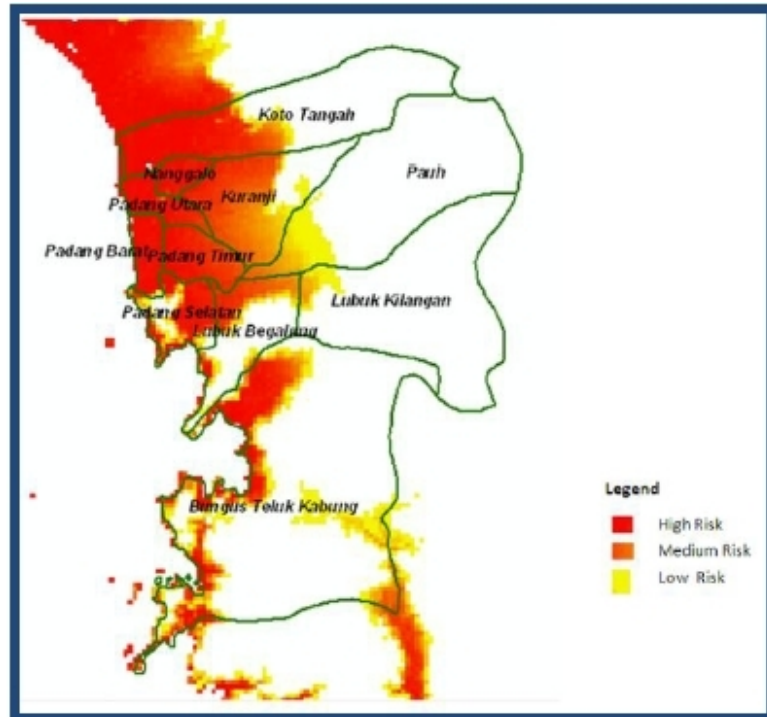 Koto Tangah
Nanggalo
Pauh
Kuranji
Padang Utara
Padang Barat
Padang Timur
Lubuk Kilangan
Padang Selatan
Lubuk Begalung
Bungus Teluk Kabung
Legend
High Risk
Medium Risk
Low Risk